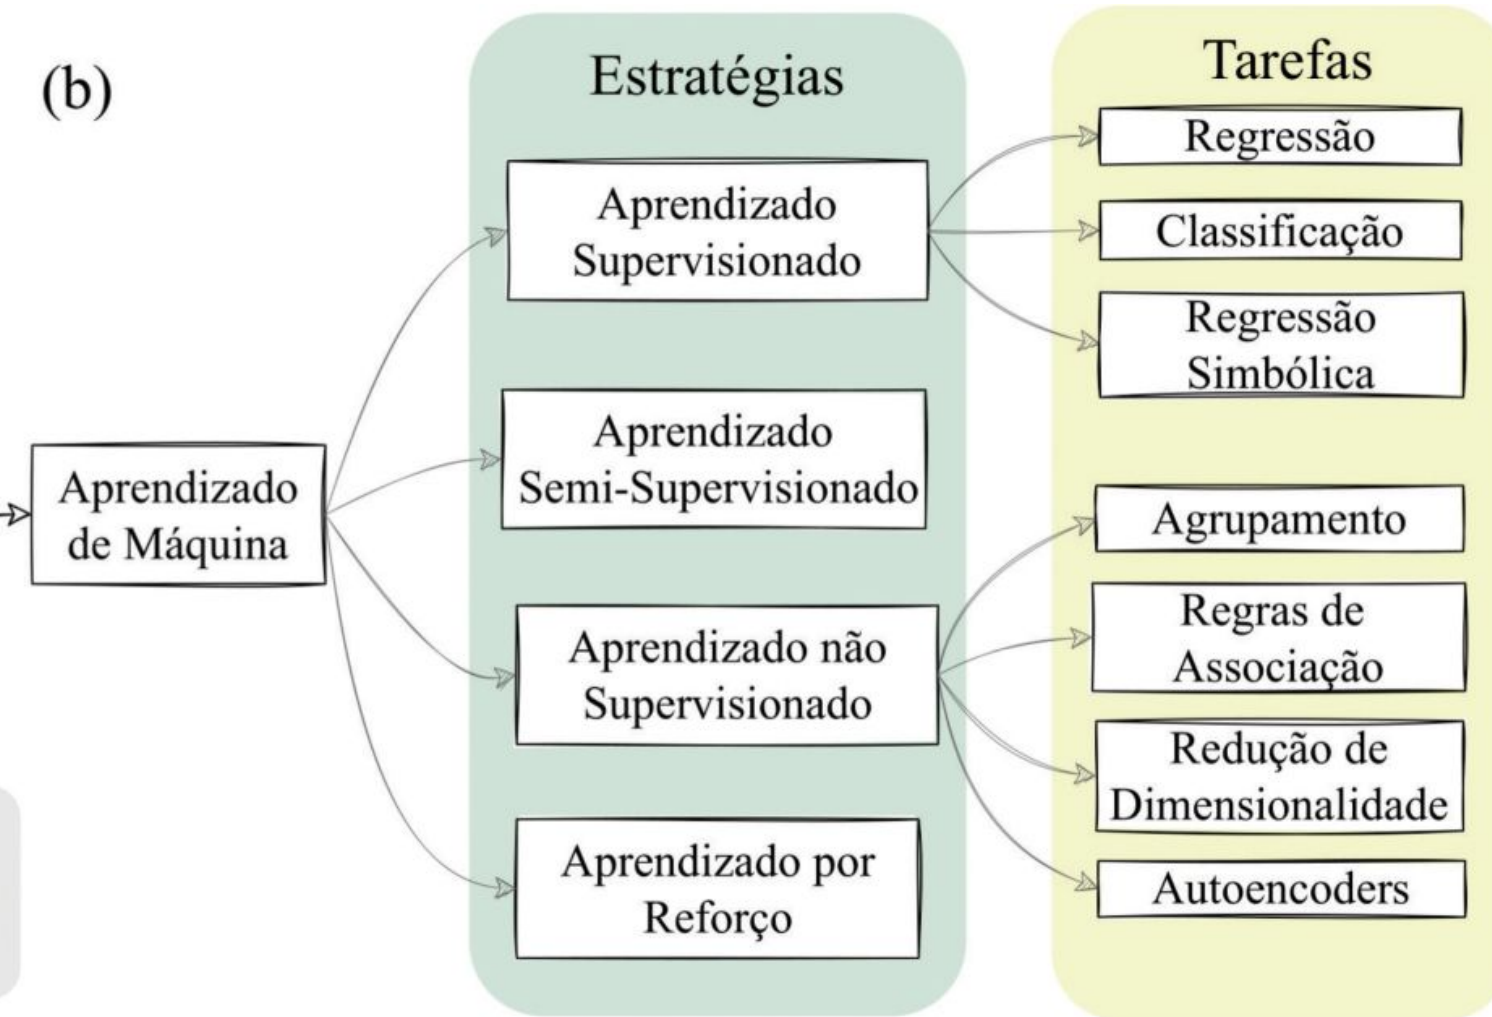 (b)
Estratégias
Tarefas
Aprendizado
de Máquina
Aprendizado
Supervisionado
Aprendizado
Semi-Supervisionado
Aprendizado não
Supervisionado
Aprendizado por
Reforço
Regressão
Classificação
Regressão
Simbólica
Agrupamento
Regras de
Associação
Redução de
Dimensionalidade
Autoencoders